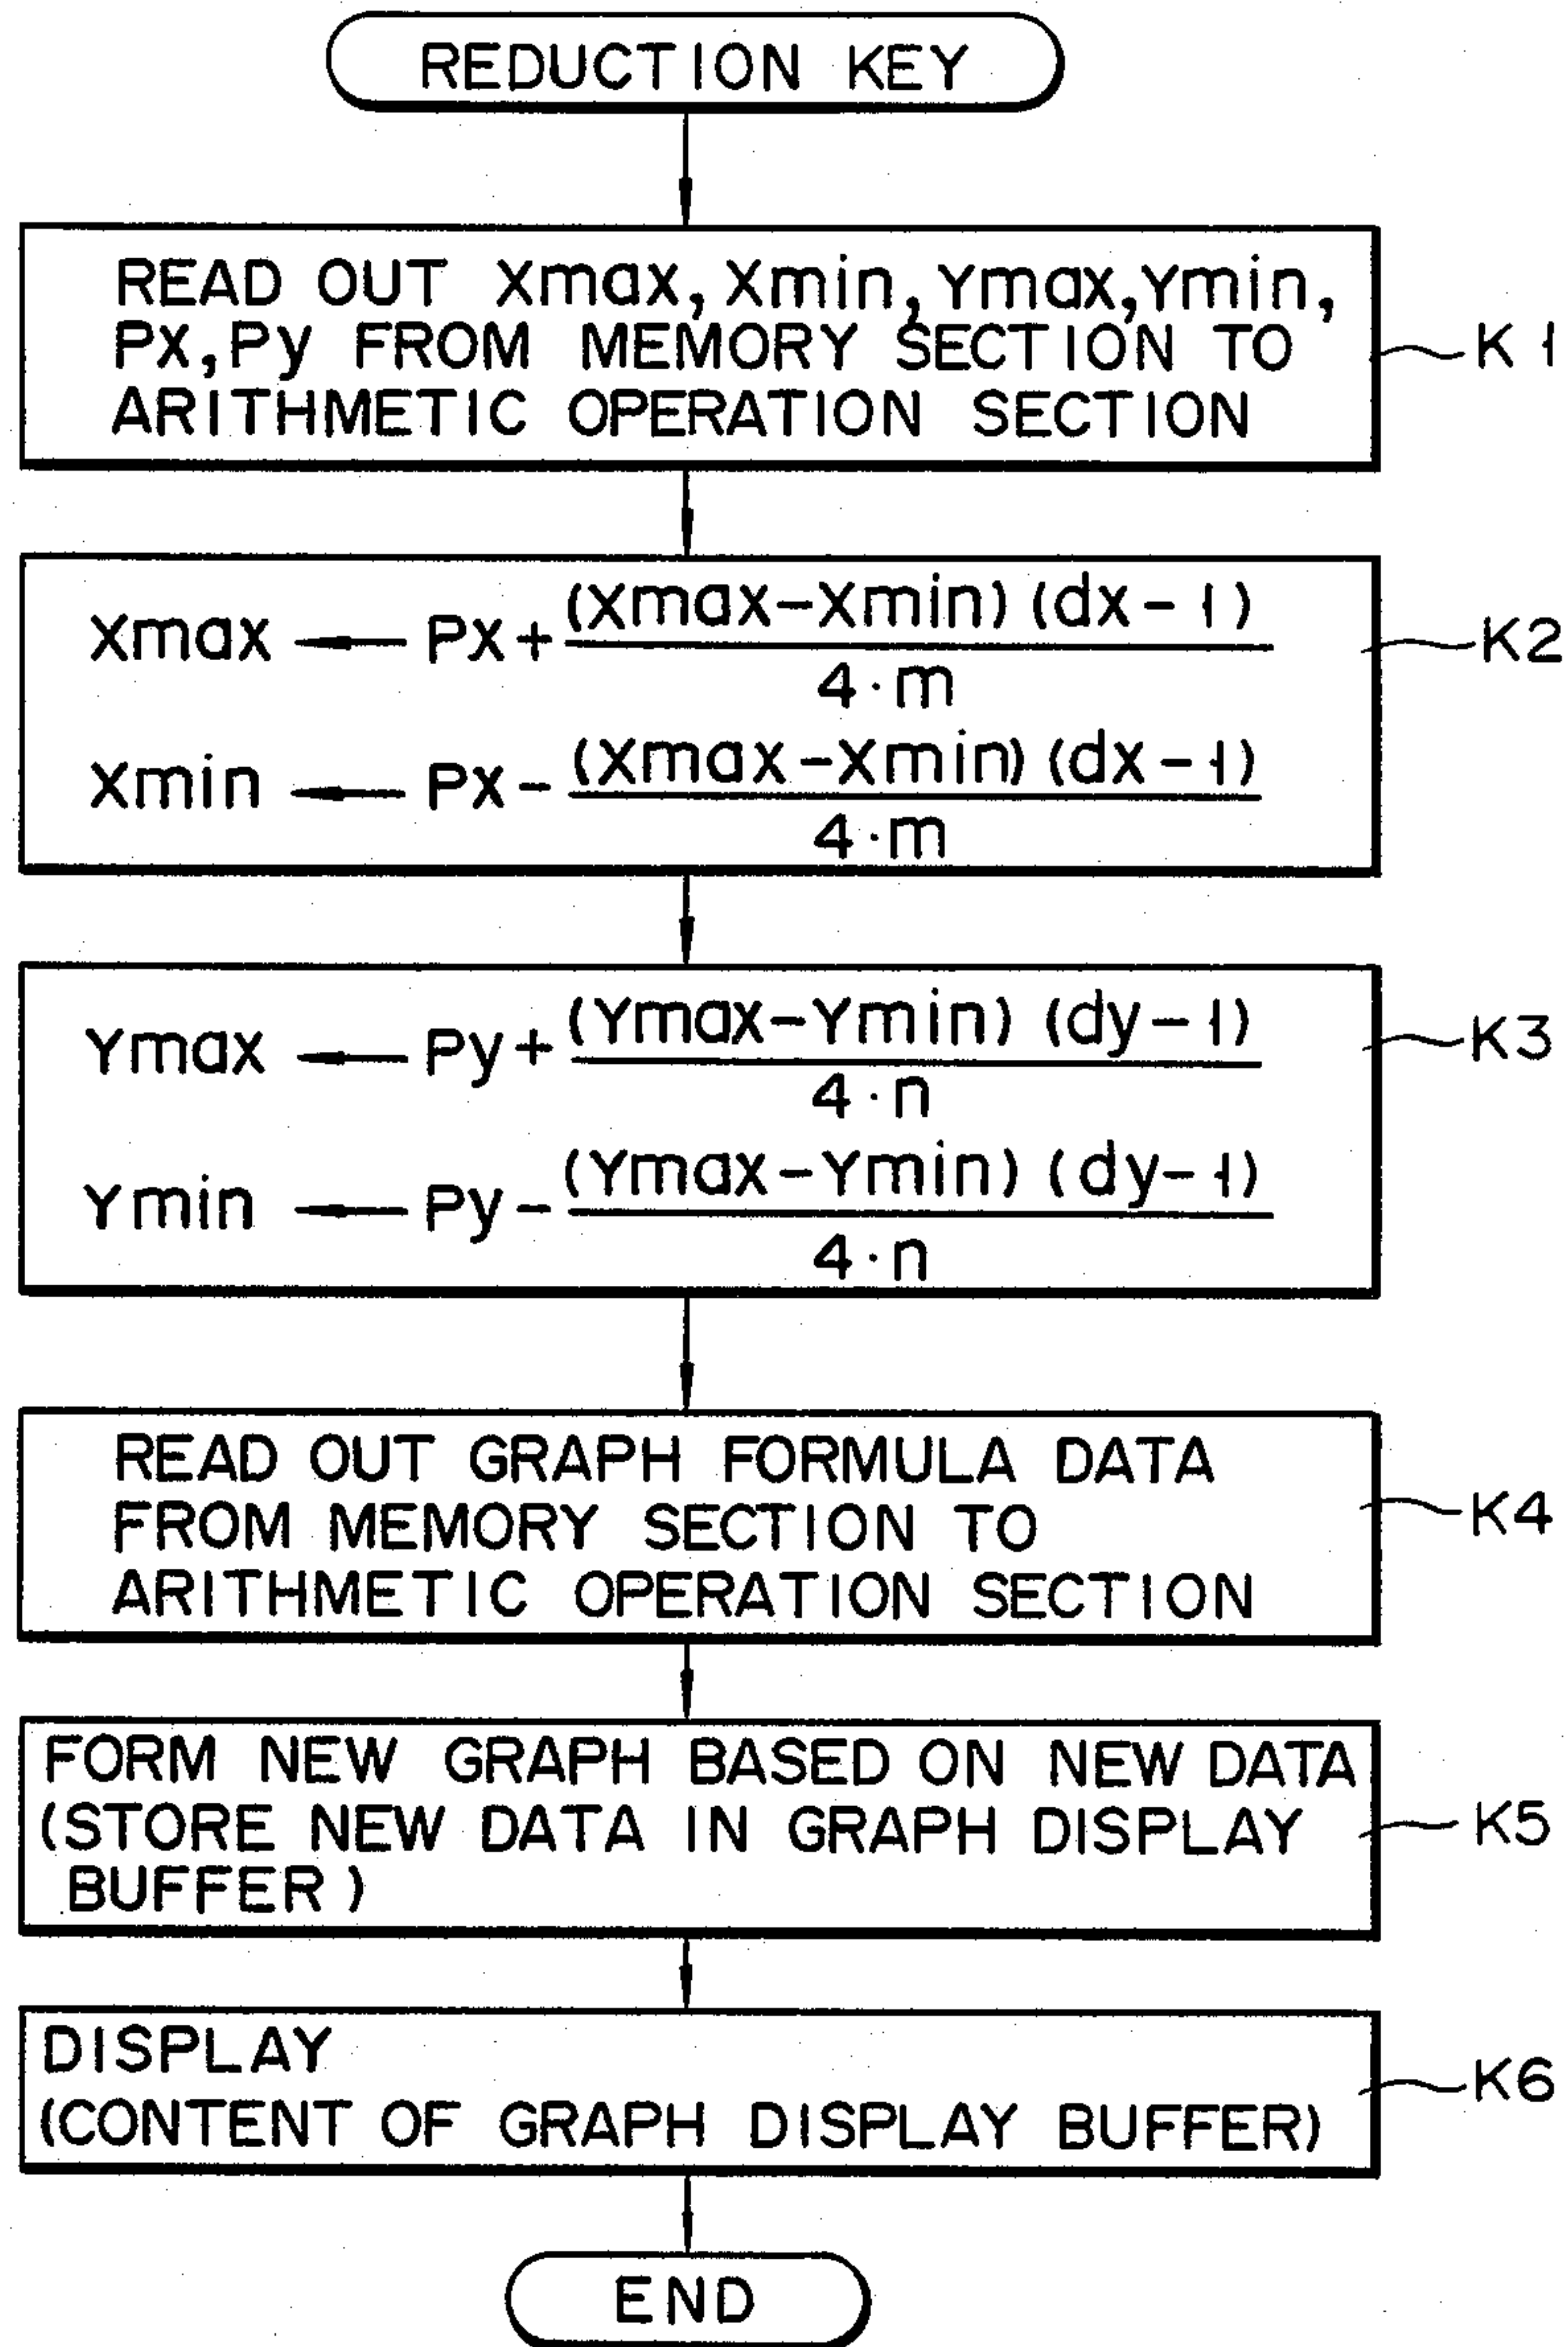 REDUCTION KEY
READ OUT Xmax, Xmin, Ymax, Ymin,
Px, Py FROM MEMORY SECTION TO
ARITHMETIC OPERATION SECTION
K1
Xmax ← Px + (Xmax-Xmin) (dx-1)
4·m
K2
Xmin ← Px - (Xmax-Xmin) (dx-1)
4·m
Ymax ← Py + (Ymax-Ymin) (dy-1)
4·n
K3
Ymin ← Py - (Ymax-Ymin) (dy-1)
4·n
READ OUT GRAPH FORMULA DATA
FROM MEMORY SECTION TO
ARITHMETIC OPERATION SECTION
K4
FORM NEW GRAPH BASED ON NEW DATA
(STORE NEW DATA IN GRAPH DISPLAY
BUFFER)
K5
DISPLAY
(CONTENT OF GRAPH DISPLAY BUFFER)
K6
END